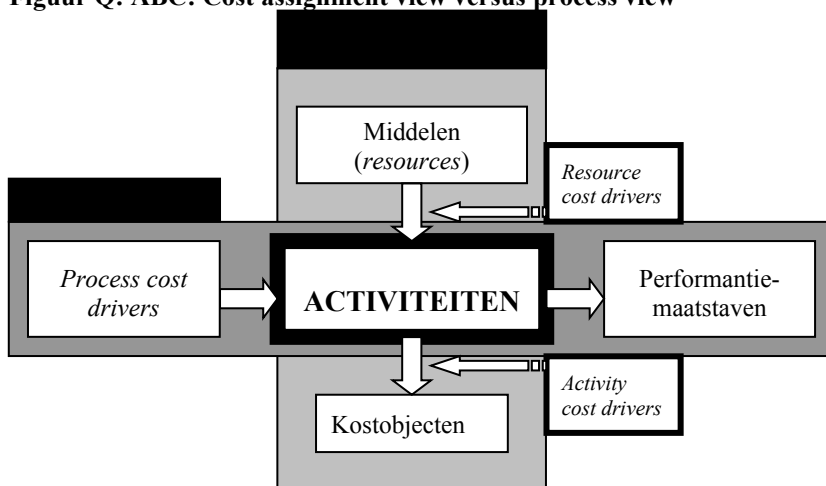 Figuur Q: ABC: Cost assignment view versus process view
Middelen
(resources)
Resource
cost drivers
Process cost
drivers
ACTIVITEITEN
Performantie-
maatstaven
Activity
cost drivers
Kostobjecten